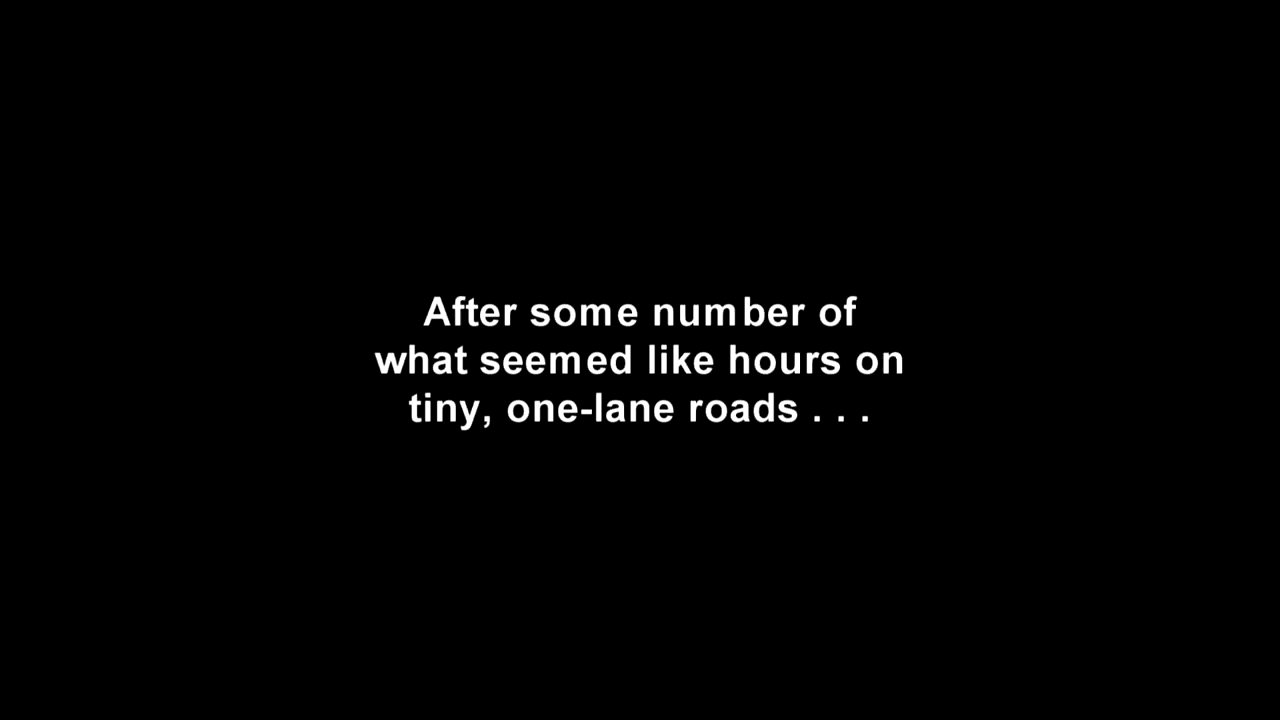 After some number of
what seemed like hours on
tiny, one-lane roads . . .